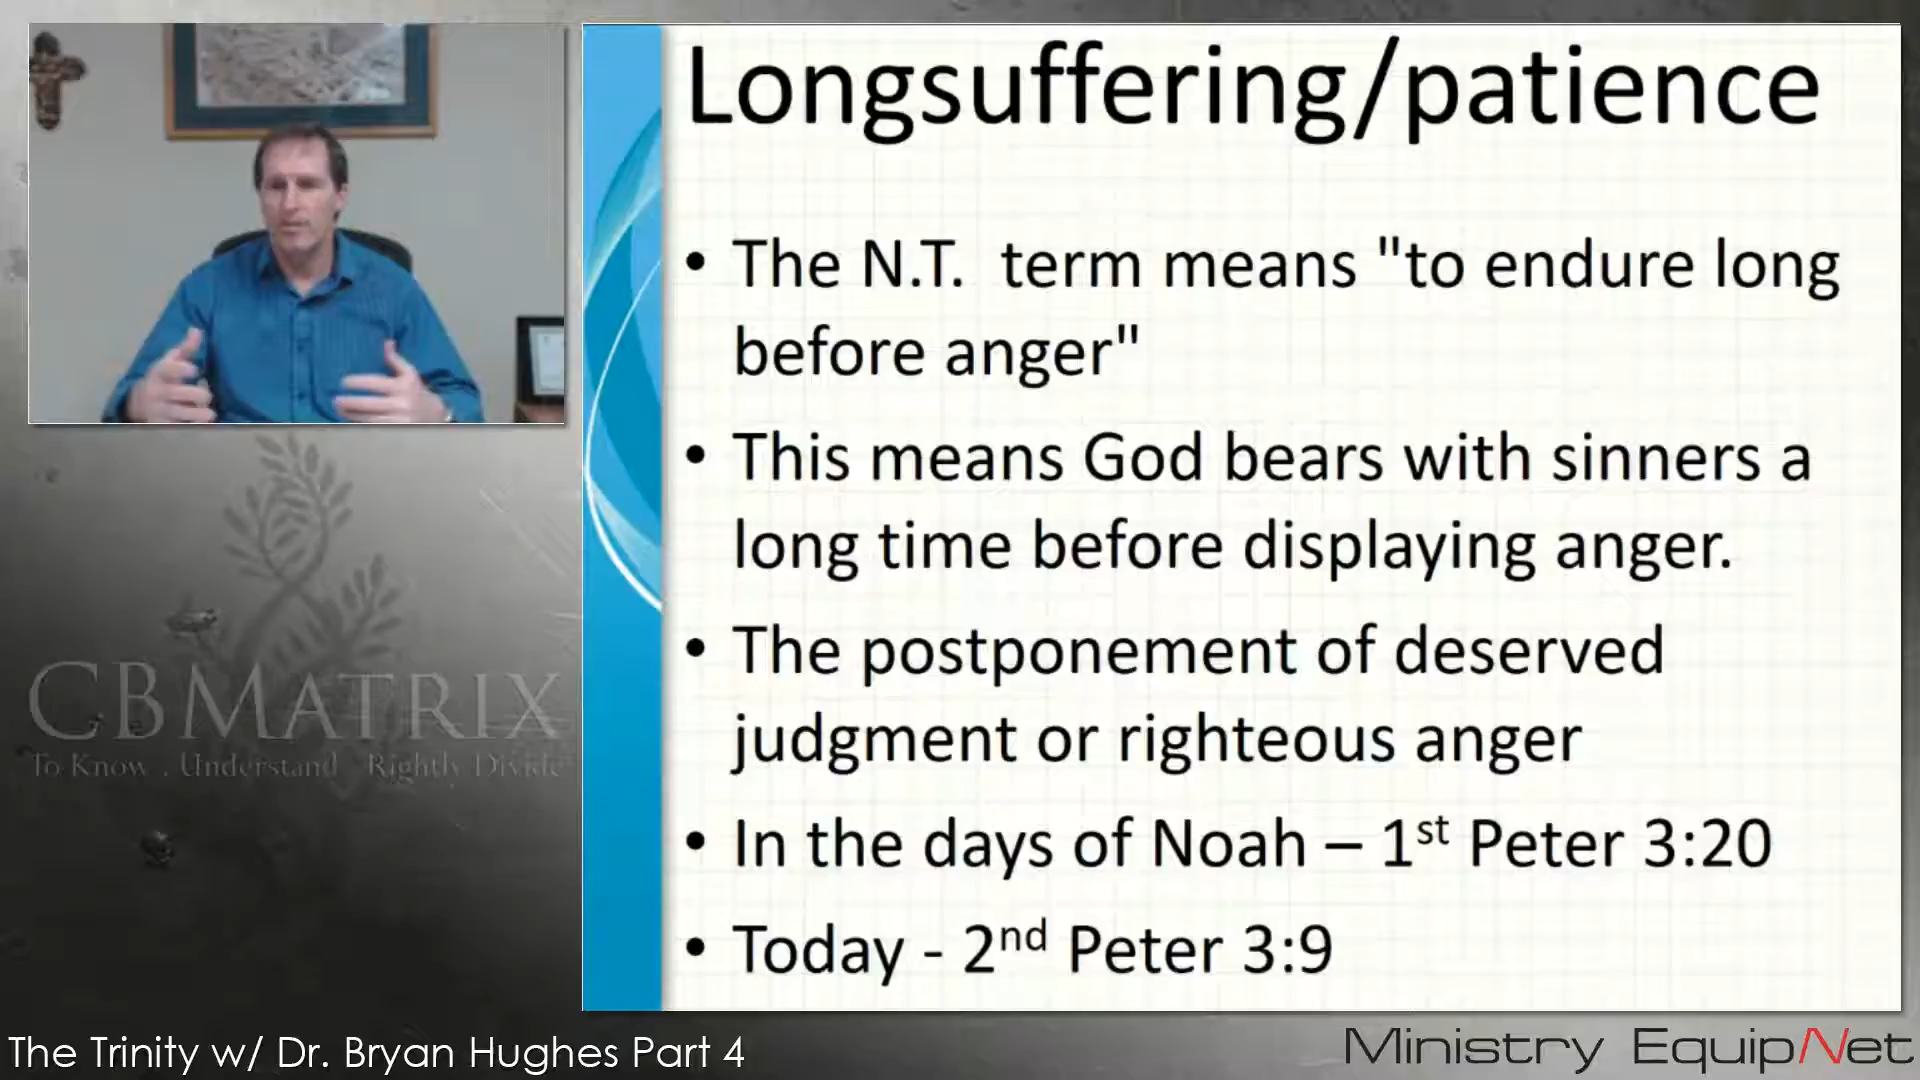 Longsuffering/patience
• The N.T. term means "to endure long
before anger"
• This means God bears with sinners a
long time before displaying anger.
• The postponement of deserved
judgment or righteous anger
• In the days of Noah – 1st Peter 3:20
• Today - 2nd Peter 3:9
CBMATRIX
To Know . Understand . Rightly Divide
The Trinity w/ Dr. Bryan Hughes Part 4
Ministry EquipNet